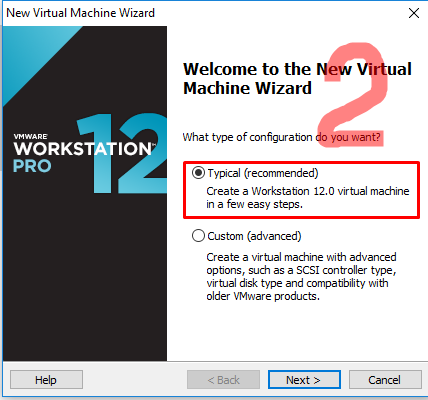 New Virtual Machine Wizard
VMWARE
WORKSTATION
PRO
12
Welcome to the New Virtual
Machine Wizard
2
What type of configuration do you want?
Typical (recommended)
Create a Workstation 12.0 virtual machine
in a few easy steps.
Custom (advanced)
Create a virtual machine with advanced
options, such as a SCSI controller type,
virtual disk type and compatibility with
older VMware products.
Help
< Back
Next >
Cancel